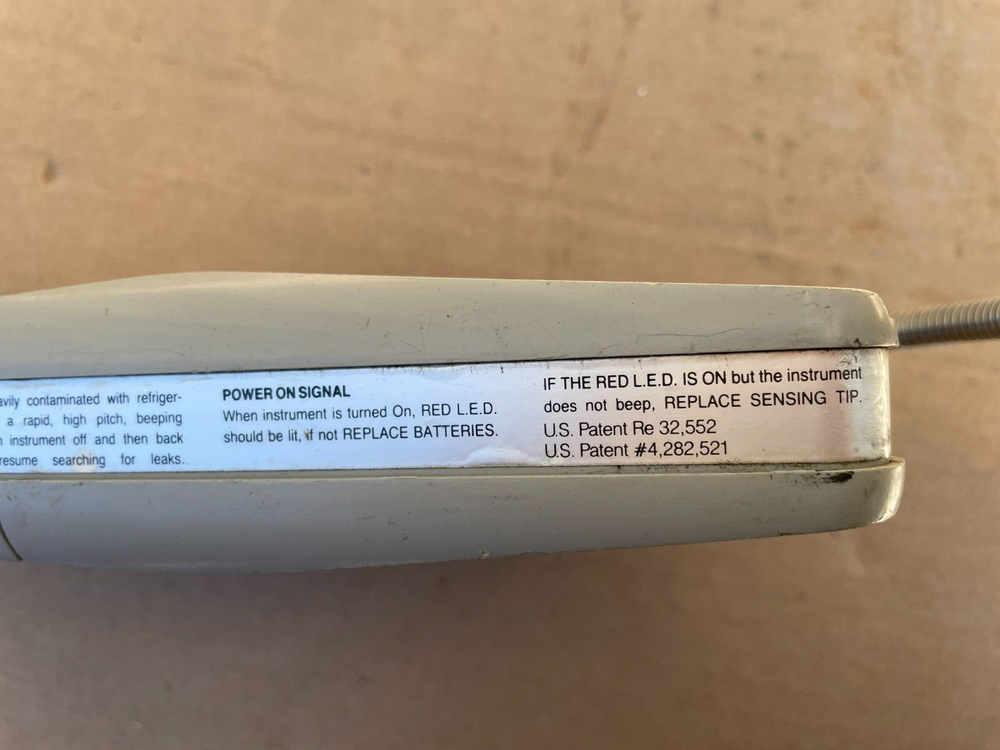 avily contaminated with refriger-
a rapid, high pitch, beeping
instrument off and then back
resume searching for leaks.
POWER ON SIGNAL
When instrument is turned On, RED L.E.D.
should be lit, if not REPLACE BATTERIES.
IF THE RED L.E.D. IS ON but the instrument
does not beep, REPLACE SENSING TIP.
U.S. Patent Re 32,552
U.S. Patent #4,282,521